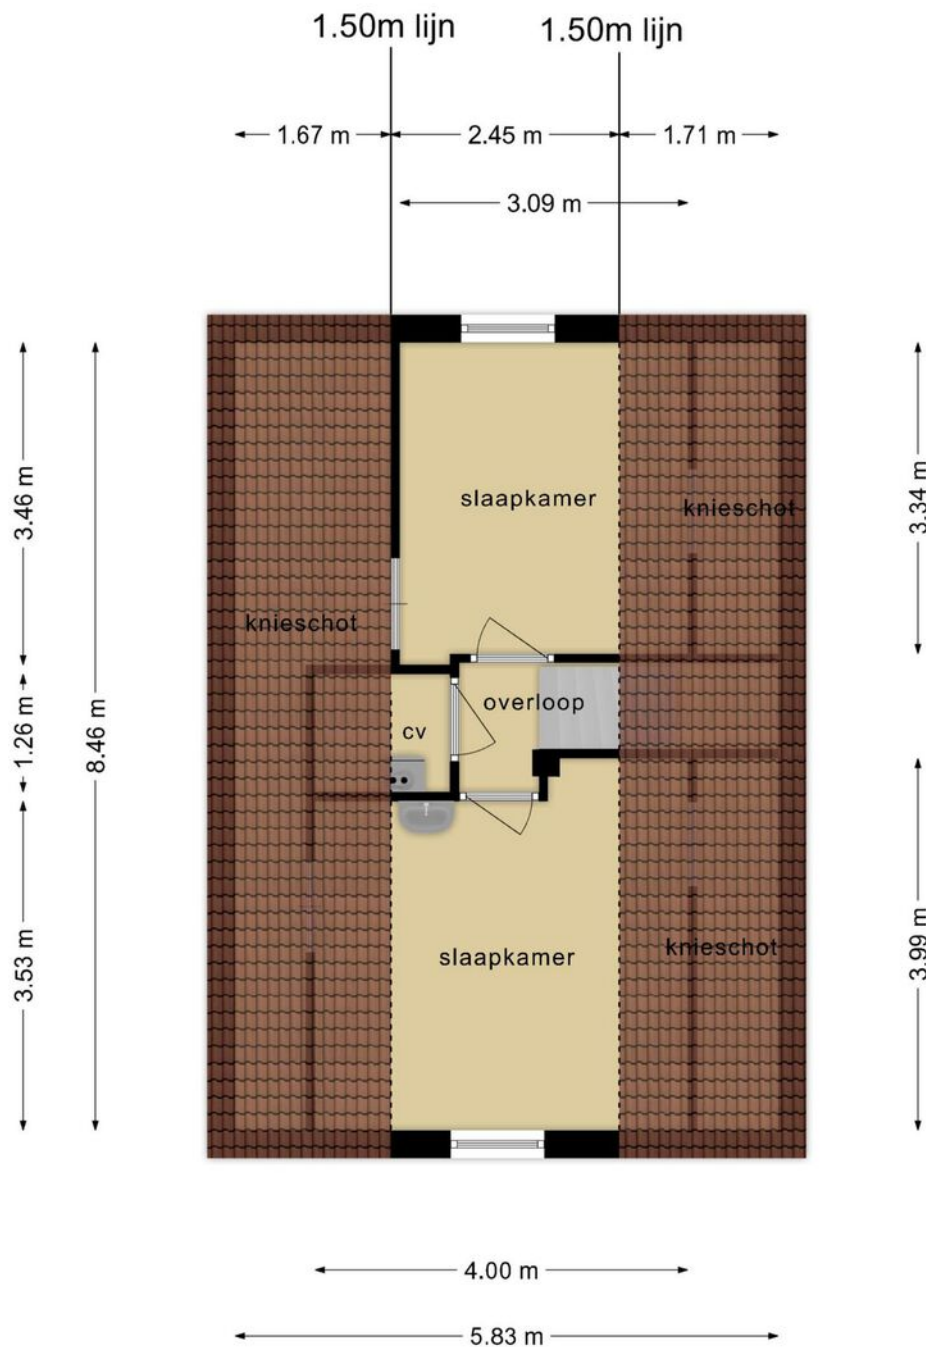 1.50m lijn
1.50m lijn
1.67 m
2.45 m
1.71 m
3.09 m
3.46 m
8.46 m
3.34 m
slaapkamer
knieschot
knieschot
1.26 m
overloop
cv
3.53 m
slaapkamer
knieschot
3.99 m
4.00 m
5.83 m